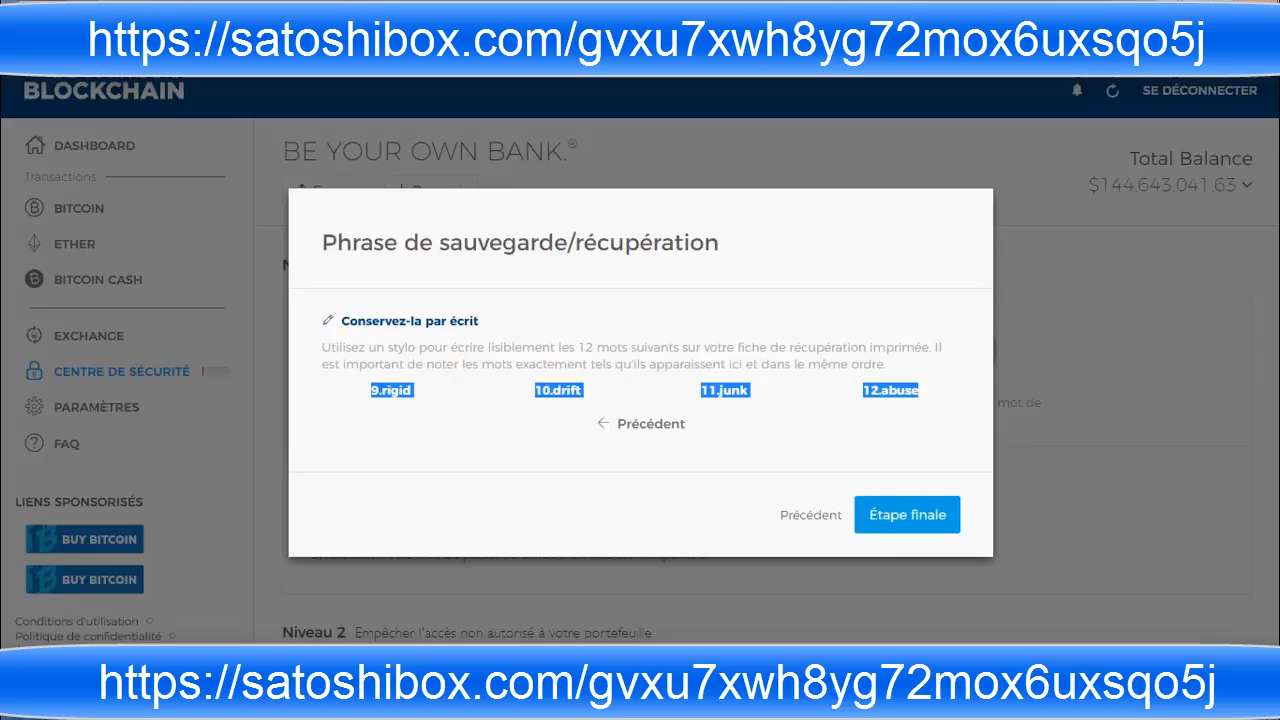 https://satoshibox.com/gvxu7xwh8yg72mox6uxsqo5j
BLOCKCHAIN
SE DÉCONNECTER
DASHBOARD
Transactions
BITCOIN
ETHER
BITCOIN CASH
EXCHANGE
CENTRE DE SÉCURITÉ
PARAMÈTRES
FAQ
LIENS SPONSORISÉS
BUY BITCOIN
BUY BITCOIN
Conditions d'utilisation
Politique de confidentialité
BE YOUR OWN BANK.®
Total Balance
$144,643,041.63
Phrase de sauvegarde/récupération
Conservez-la par écrit
Utilisez un stylo pour écrire lisiblement les 12 mots suivants sur votre fiche de récupération imprimée. Il
est important de noter les mots exactement tels qu'ils apparaissent ici et dans le même ordre.
9.rigid 10.drift 11.junk 12.abuse
mot de
Précédent
Précédent Étape finale
Niveau 2 Empêcher l'accès non autorisé à votre portefeuille
https://satoshibox.com/gvxu7xwh8yg72mox6uxsqo5j